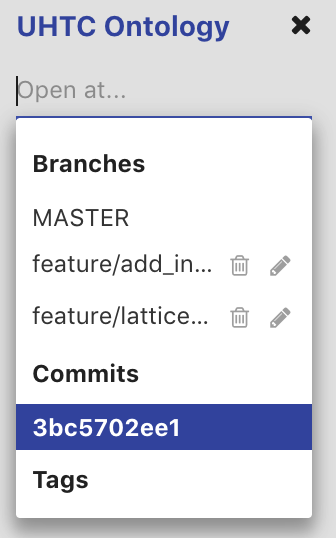 UHTC Ontology
Open at...
Branches
MASTER
feature/add_in...
feature/lattice...
Commits
3bc5702ee1
Tags